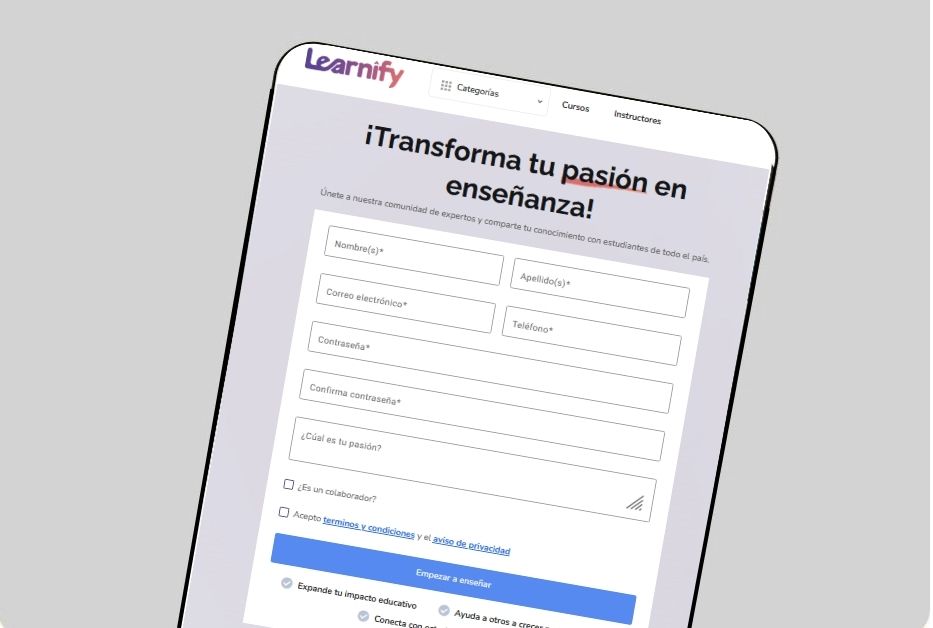 Learnify
Categorías
Cursos
Instructores
¡Transforma tu pasión en
enseñanza!
Únete a nuestra comunidad de expertos y comparte tu conocimiento con estudiantes de todo el país.
Nombre(s)*
Apellido(s)*
Correo electrónico*
Teléfono*
Contraseña*
Confirma contraseña*
¿Cúal es tu pasión?
¿Es un colaborador?
Acepto terminos y condiciones y el aviso de privacidad
Empezar a enseñar
Expande tu impacto educativo
Ayuda a otros a crecer
Conecta con